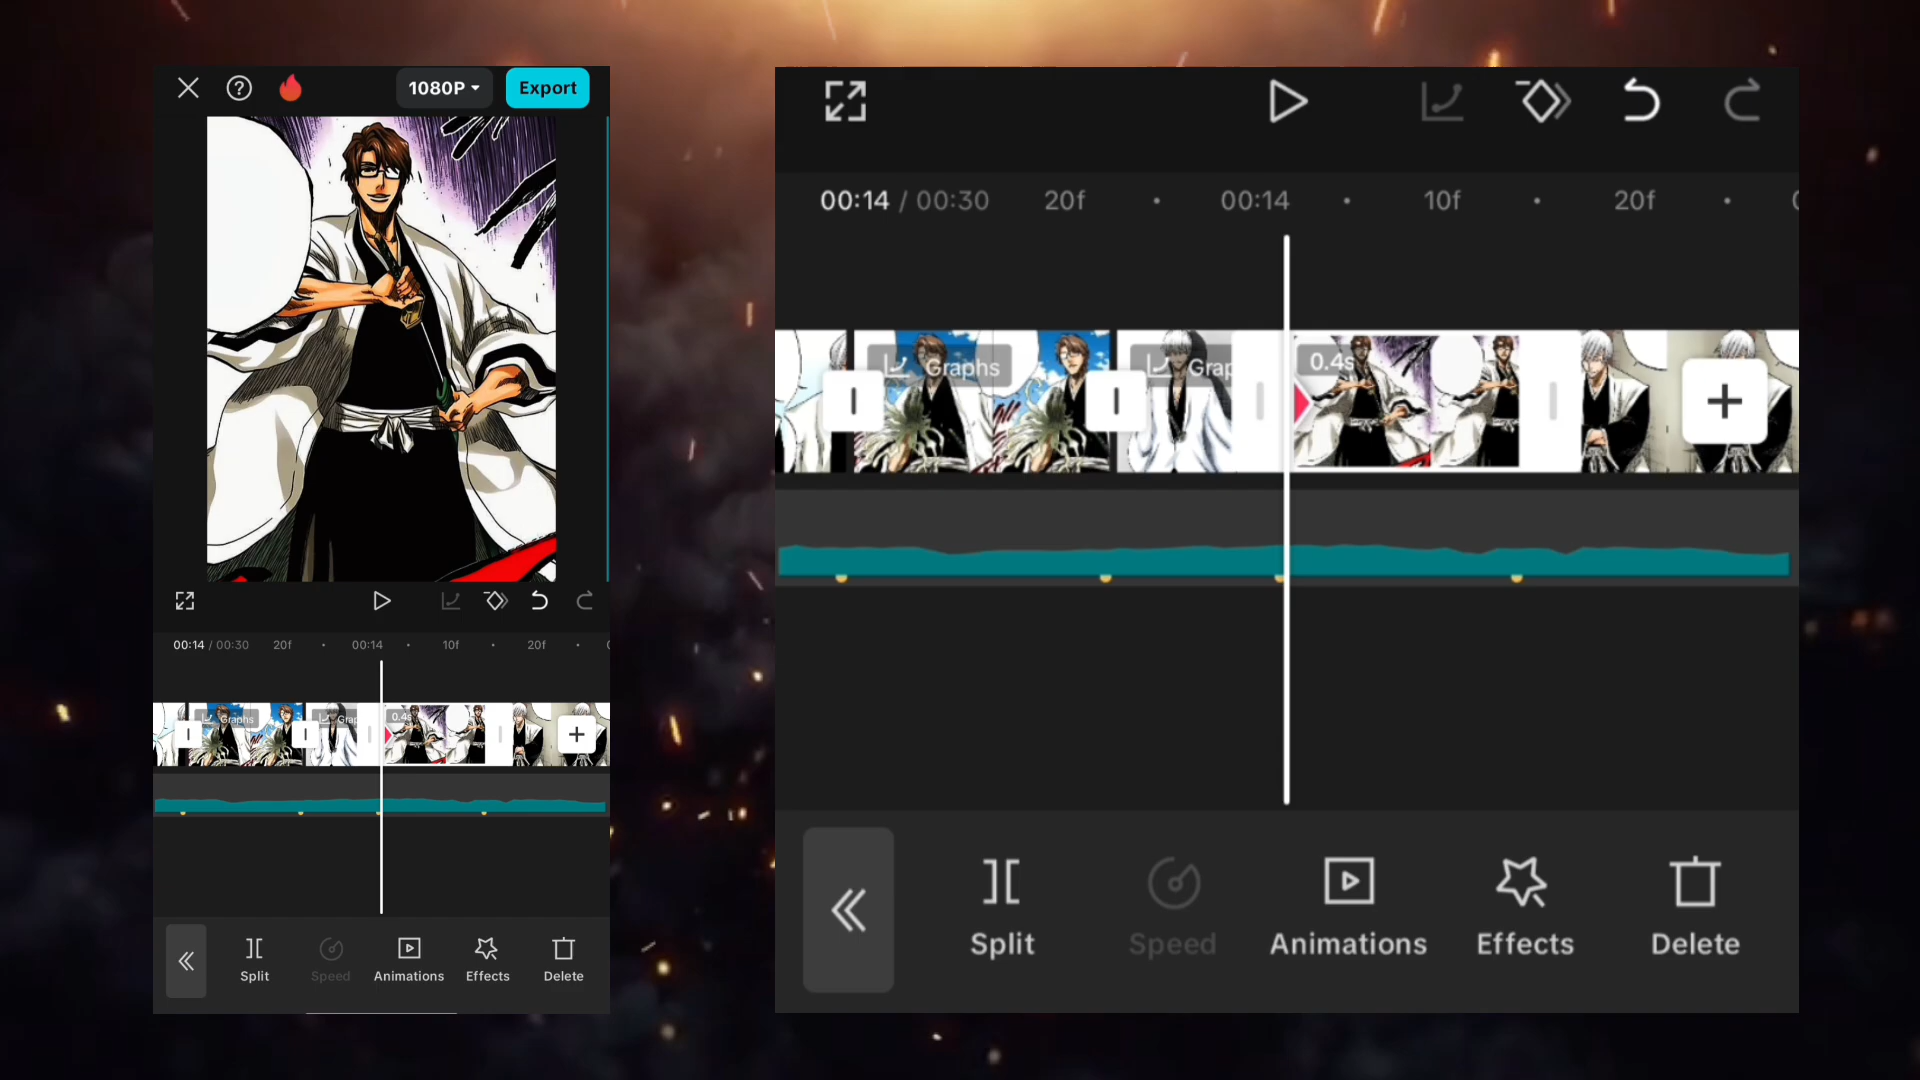 1080P
Export
00:14 / 00:30 20f 00:14 10f 20f
Graphs Grap 0.4s
Split Speed Animations Effects Delete
00:14 / 00:30 20f 00:14 10f 20f
Graphs Grap 0.4s
Split Speed Animations Effects Delete